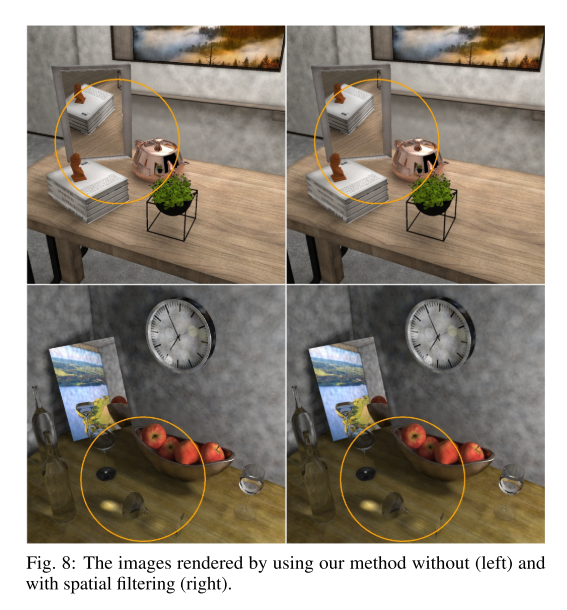 Fig. 8: The images rendered by using our method without (left) and
with spatial filtering (right).